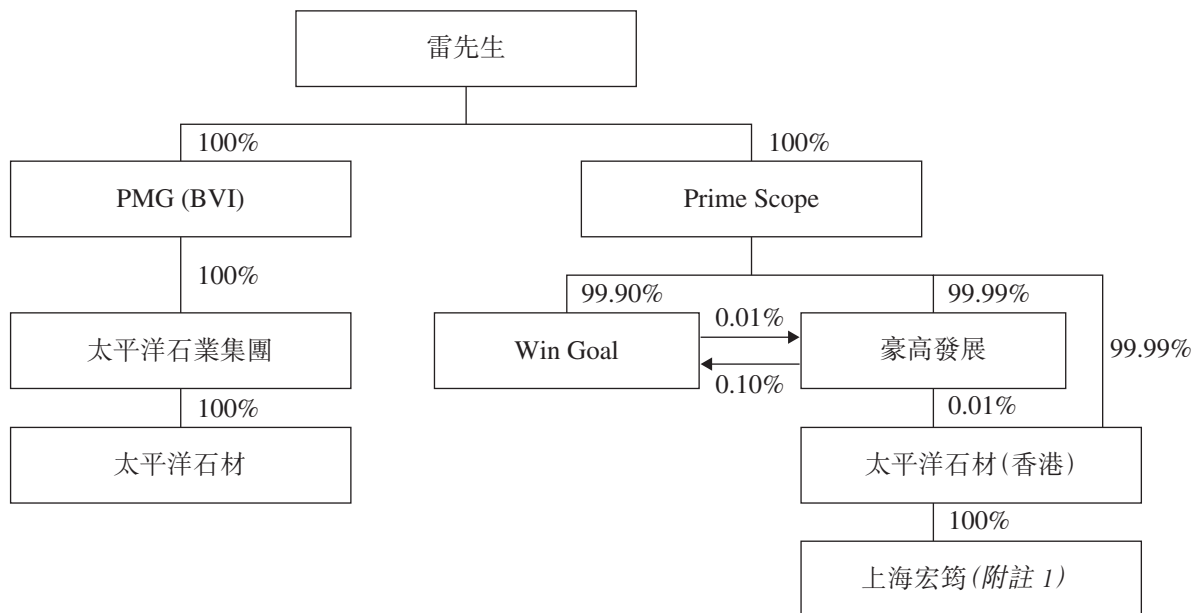 雷先生
100%
100%
PMG (BVI)
Prime Scope
100%
99.90%
99.99%
太平洋石業集團
Win Goal
0.01%
0.10%
豪高發展
99.99%
100%
0.01%
太平洋石材
太平洋石材(香港)
100%
上海宏筠(附註 1)